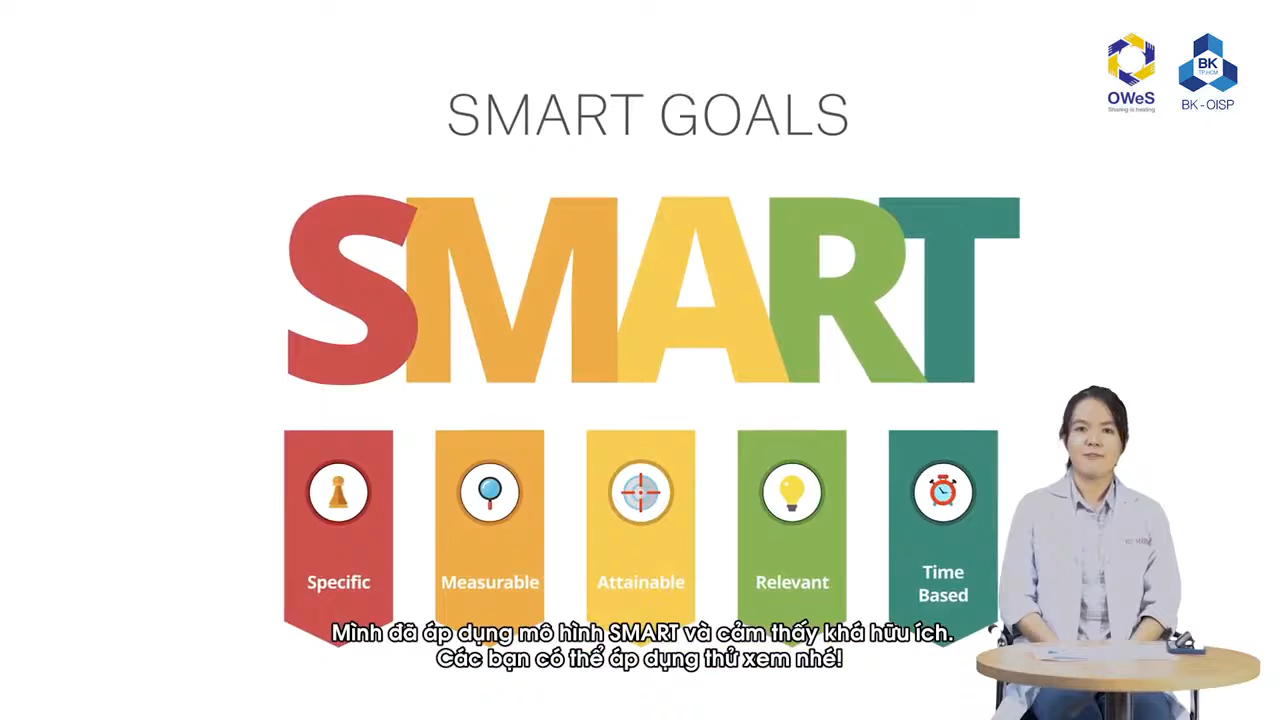 OWeS
Sharing is healing
BK
TP.HCM
BK-OISP
SMART GOALS
SMART
Specific
Measurable
Attainable
Relevant
Time
Based
Mình đã áp dụng mô hình SMART và cảm thấy khá hữu ích.
Các bạn có thể áp dụng thử xem nhé!